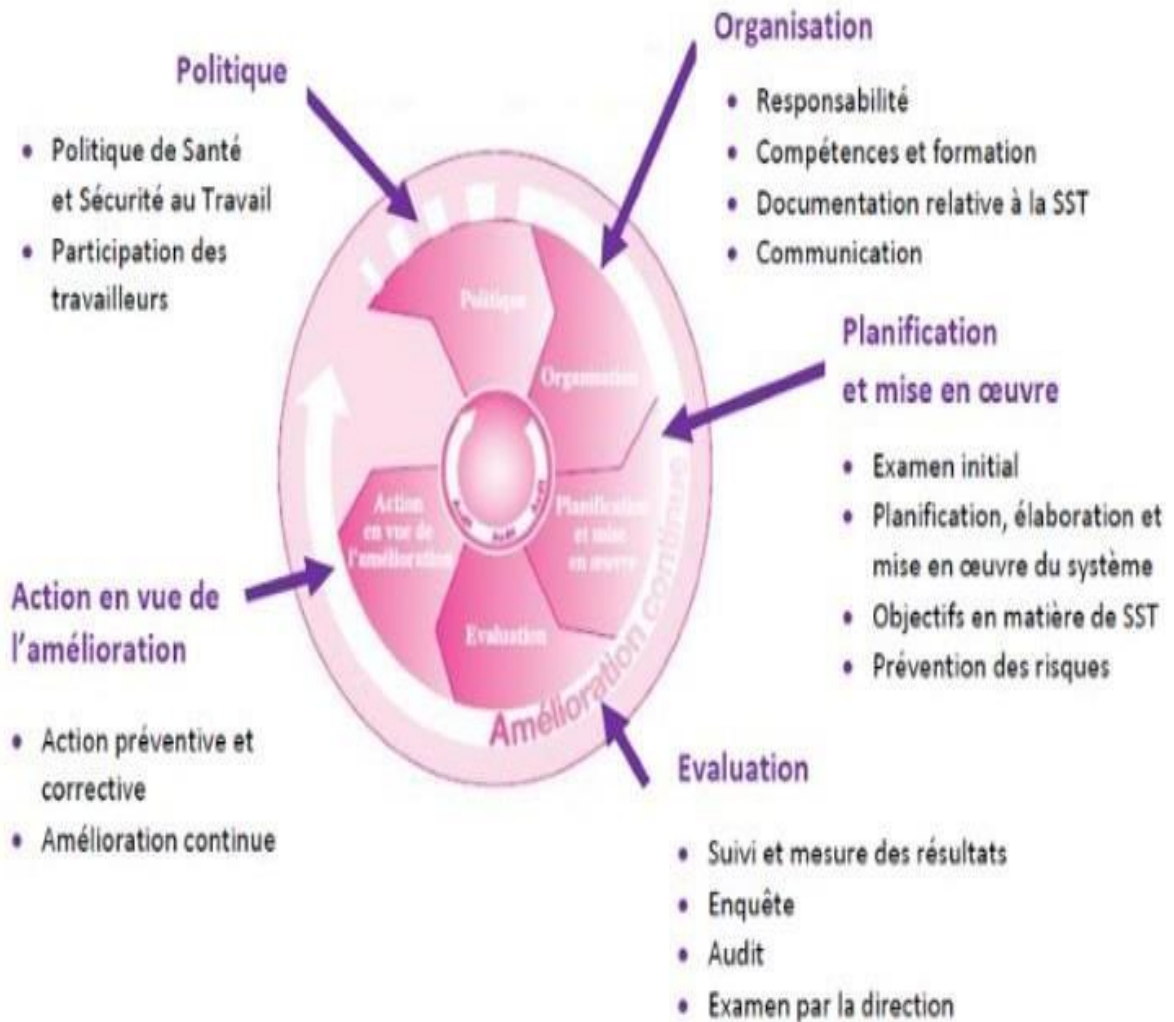 Politique
• Politique de Santé
et Sécurité au Travail
• Participation des
travailleurs
Organisation
• Responsabilité
• Compétences et formation
• Documentation relative à la SST
• Communication
Planification
et mise en œuvre
• Examen initial
• Planification, élaboration et
mise en œuvre du système
• Objectifs en matière de SST
• Prévention des risques
Evaluation
• Suivi et mesure des résultats
• Enquête
• Audit
• Examen par la direction
Action en vue de
l'amélioration
• Action préventive et
corrective
• Amélioration continue
Politique
Organisation
Planification
et mise
en œuvre
Evaluation
Action
en vue de
l'amélioration
Amélioration continue